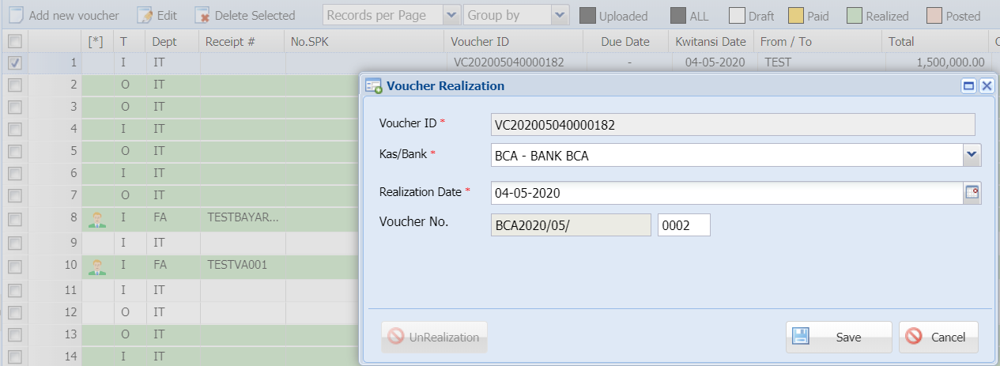 Add new voucher Edit Delete Selected Records per Page Group by Uploaded ALL Draft Paid Realized Posted
[*] T Dept Receipt # No.SPK Voucher ID Due Date Kwitansi Date From / To Total
1 I IT VC202005040000182 - 04-05-2020 TEST 1,500,000.00
2 O IT
3 O IT
4 I IT
5 O IT
6 I IT
7 O IT
8 I FA TESTBAYAR...
9 I IT
10 I FA TESTVA001
11 I IT
12 O IT
13 O IT
14 I IT
Voucher Realization
Voucher ID * VC202005040000182
Kas/Bank * BCA - BANK BCA
Realization Date * 04-05-2020
Voucher No. BCA2020/05/ 0002
UnRealization Save Cancel